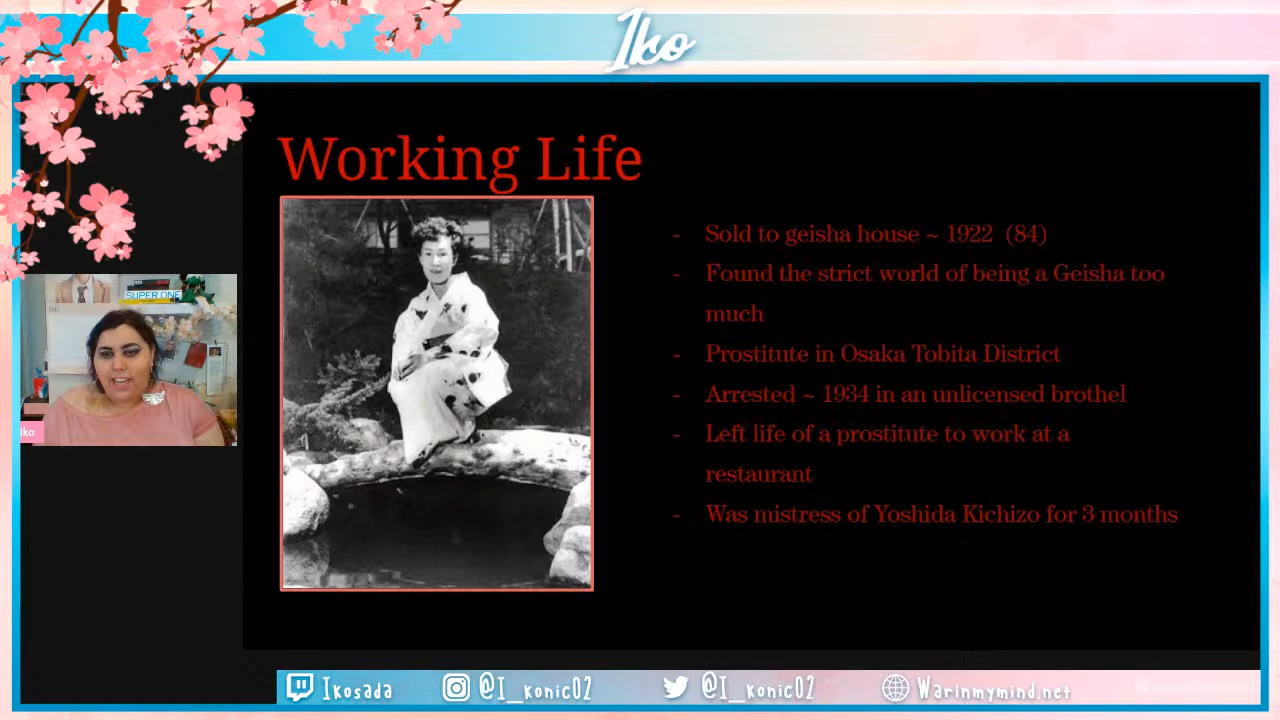 Iko
Working Life
- Sold to geisha house ~ 1922 (84)
- Found the strict world of being a Geisha too
much
- Prostitute in Osaka Tobita District
- Arrested ~ 1934 in an unlicensed brothel
- Left life of a prostitute to work at a
restaurant
- Was mistress of Yoshida Kichizo for 3 months
SUPER ONE
Iko
Ikosada @I_konic02 @I_konic02 Warinmymind.net